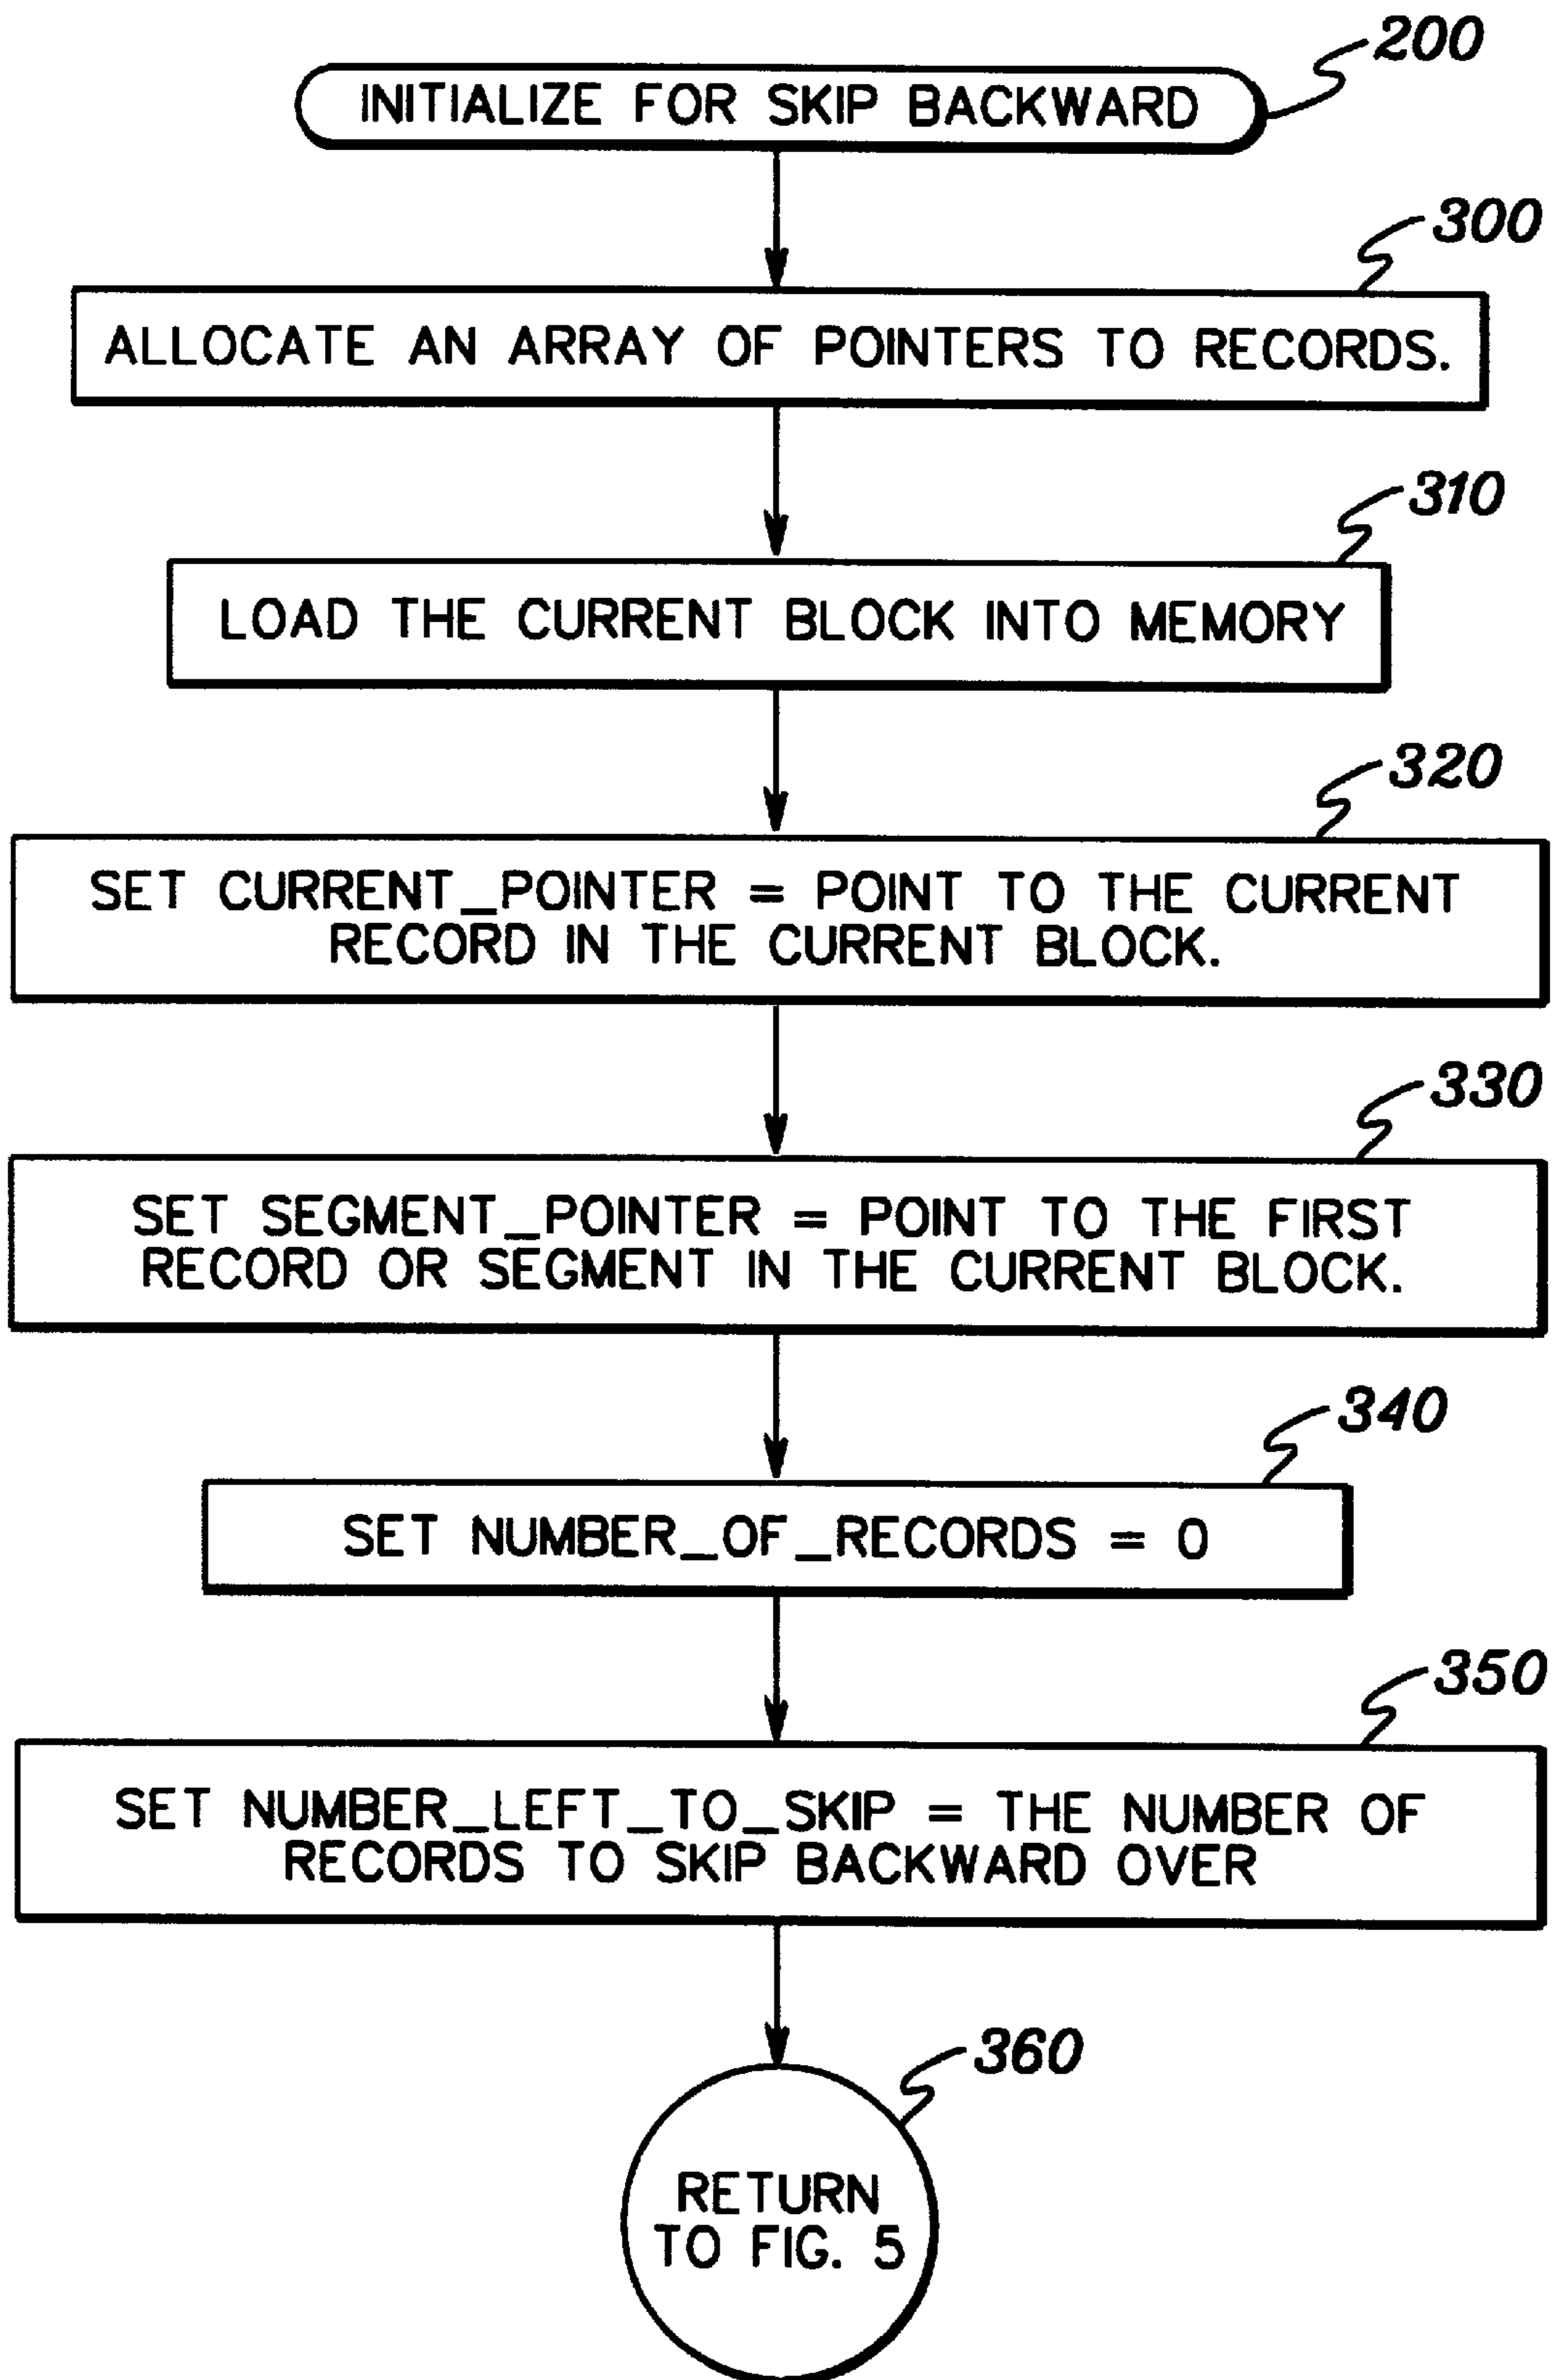 200
INITIALIZE FOR SKIP BACKWARD
300
ALLOCATE AN ARRAY OF POINTERS TO RECORDS.
310
LOAD THE CURRENT BLOCK INTO MEMORY
320
SET CURRENT_POINTER = POINT TO THE CURRENT
RECORD IN THE CURRENT BLOCK.
330
SET SEGMENT_POINTER = POINT TO THE FIRST
RECORD OR SEGMENT IN THE CURRENT BLOCK.
340
SET NUMBER_OF_RECORDS = 0
350
SET NUMBER_LEFT_TO_SKIP = THE NUMBER OF
RECORDS TO SKIP BACKWARD OVER
360
RETURN
TO FIG. 5